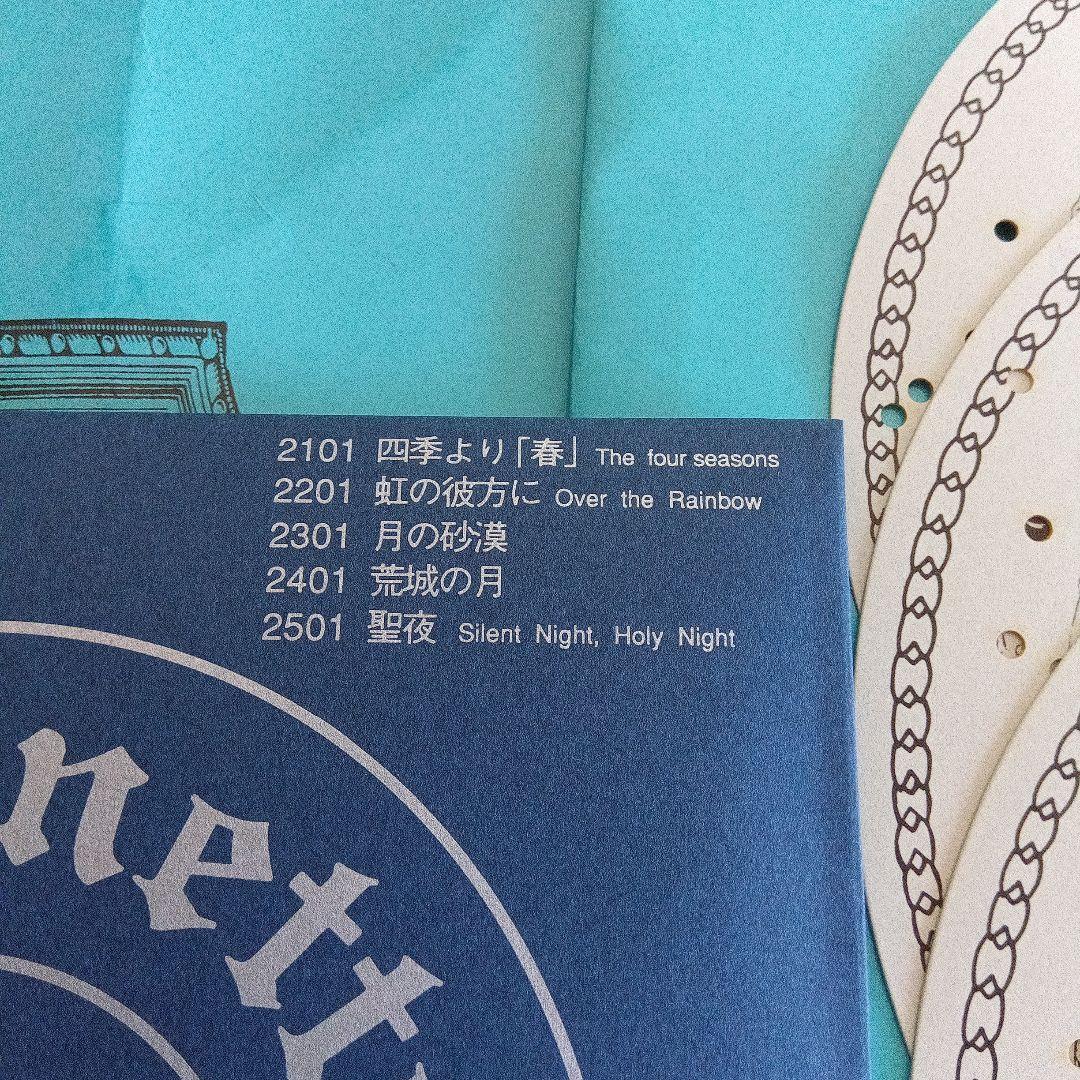 2101 四季より「春」 The four seasons
2201 虹の彼方に Over the Rainbow
2301 月の砂漠
2401 荒城の月
2501 聖夜 Silent Night, Holy Night
nett